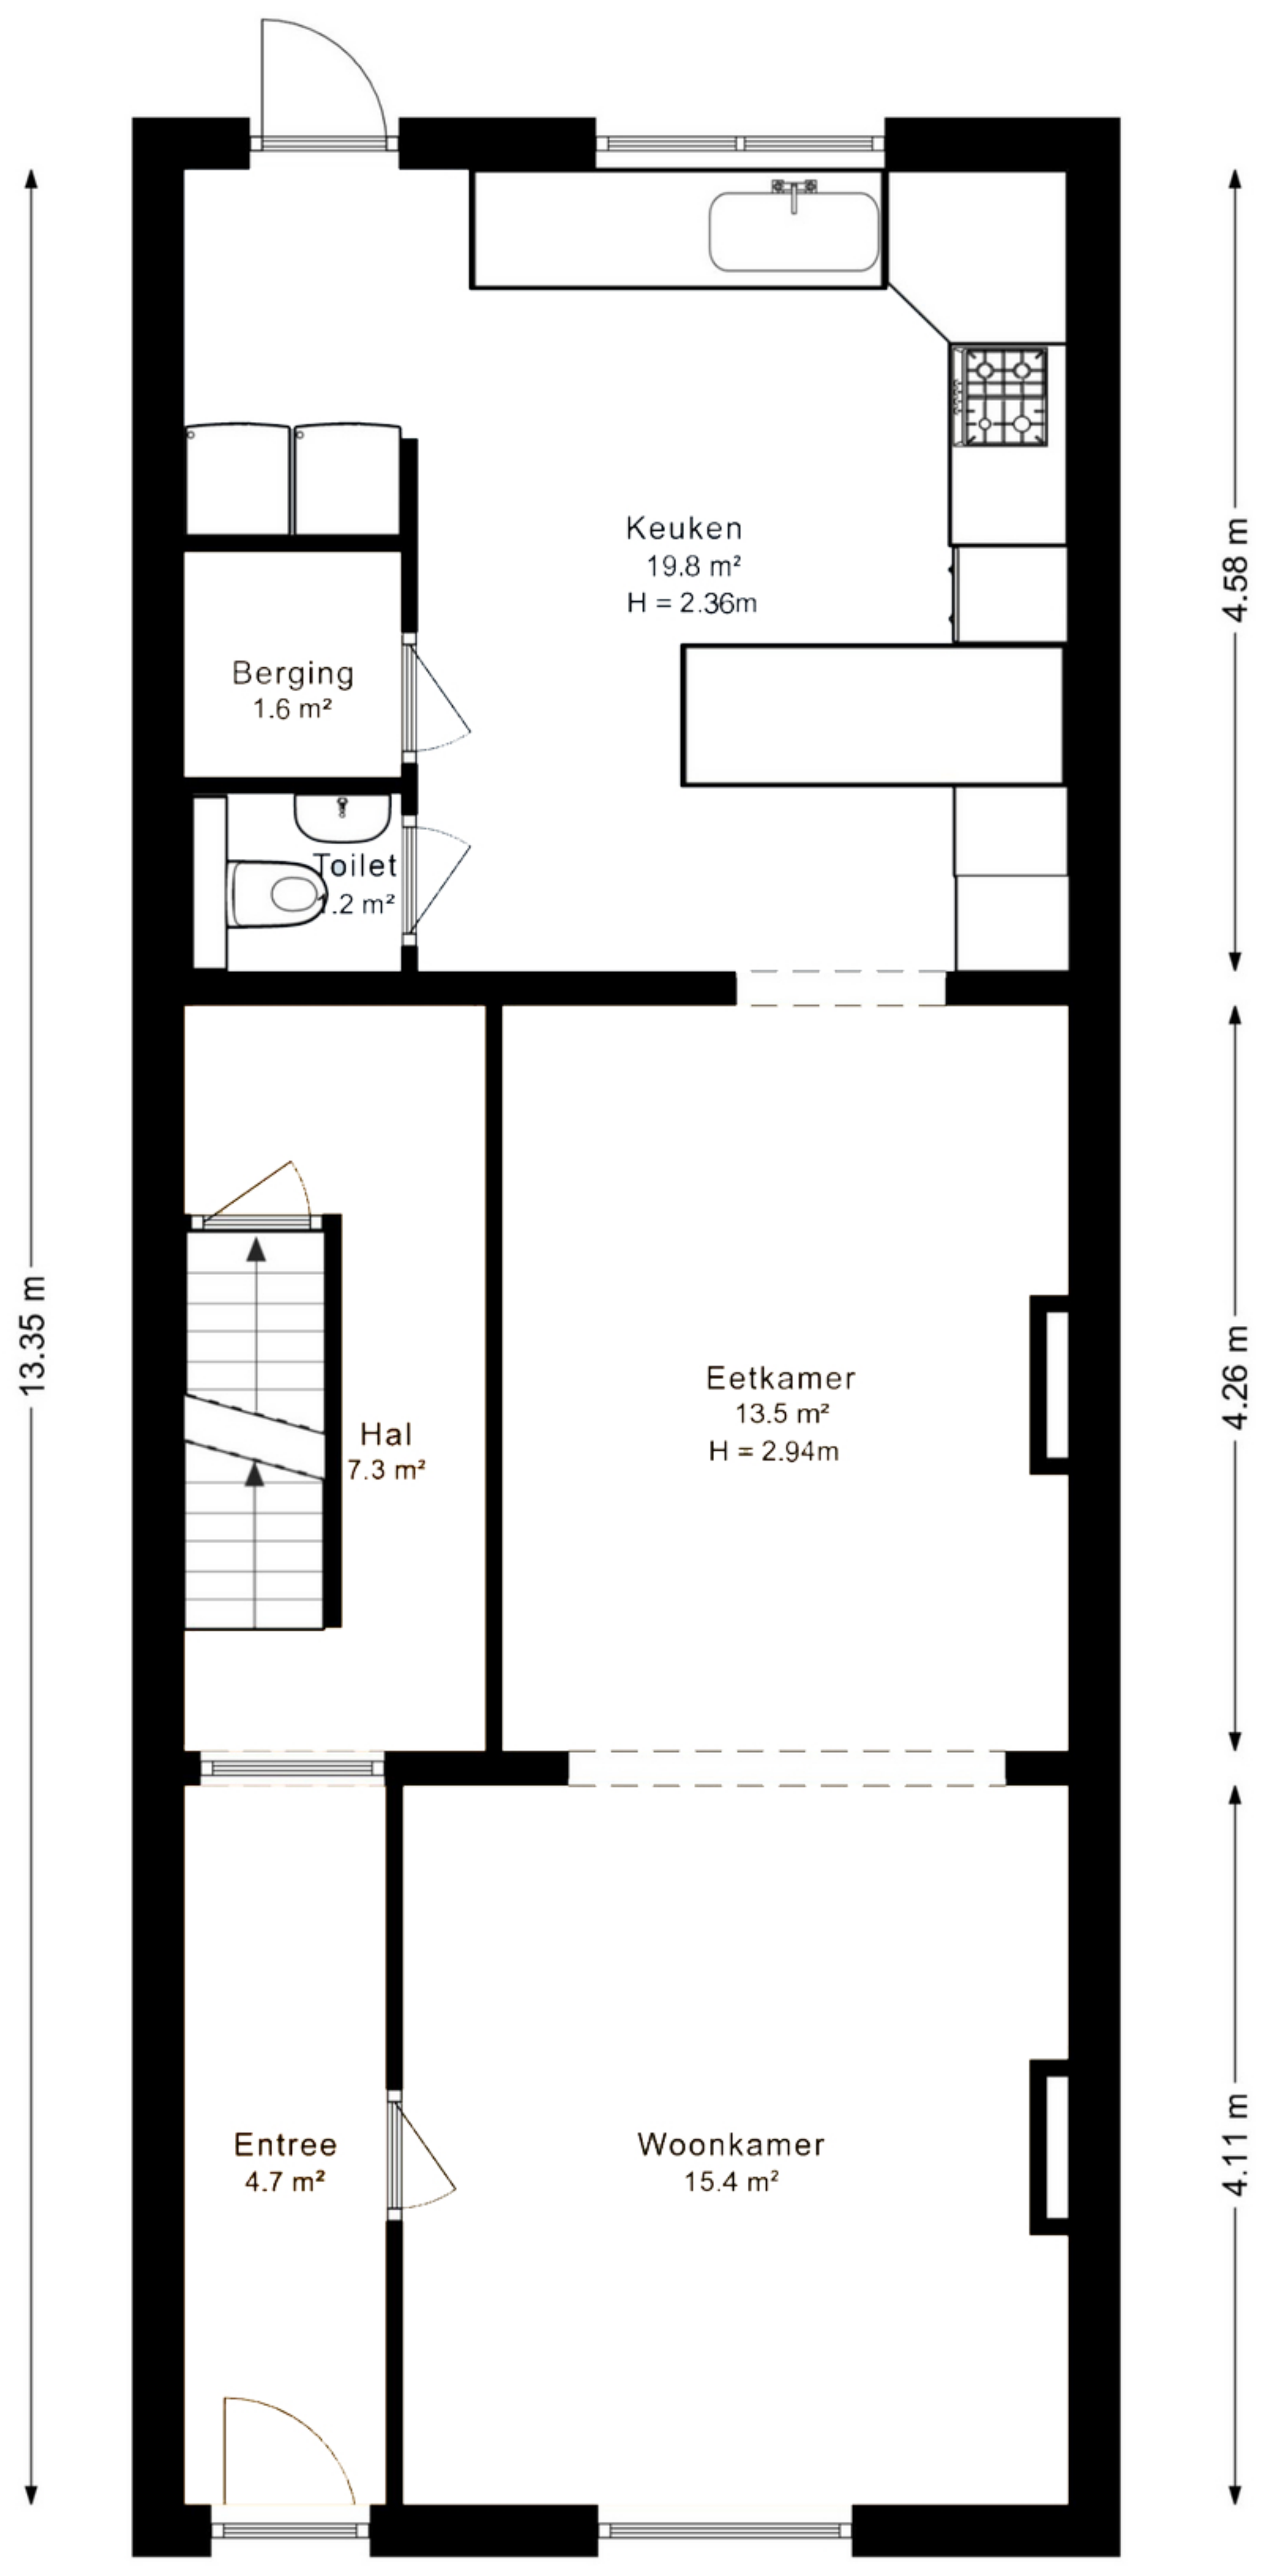 Keuken
19.8 m²
H = 2.36m
4.58 m
Berging
1.6 m²
Toilet
.2 m²
13.35 m
Eetkamer
13.5 m²
H = 2.94m
4.26 m
Hal
7.3 m²
Entree
4.7 m²
Woonkamer
15.4 m²
4.11 m